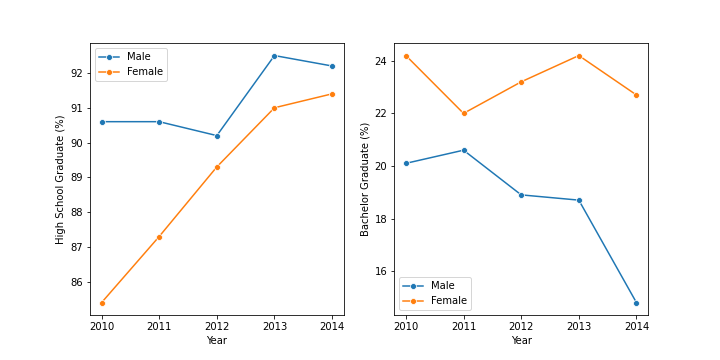 High School Graduate (%)
92
91
90
89
88
87
86
Male
Female
2010 2011 2012 2013 2014
Year
Bachelor Graduate (%)
24
22
20
18
16
Male
Female
2010 2011 2012 2013 2014
Year